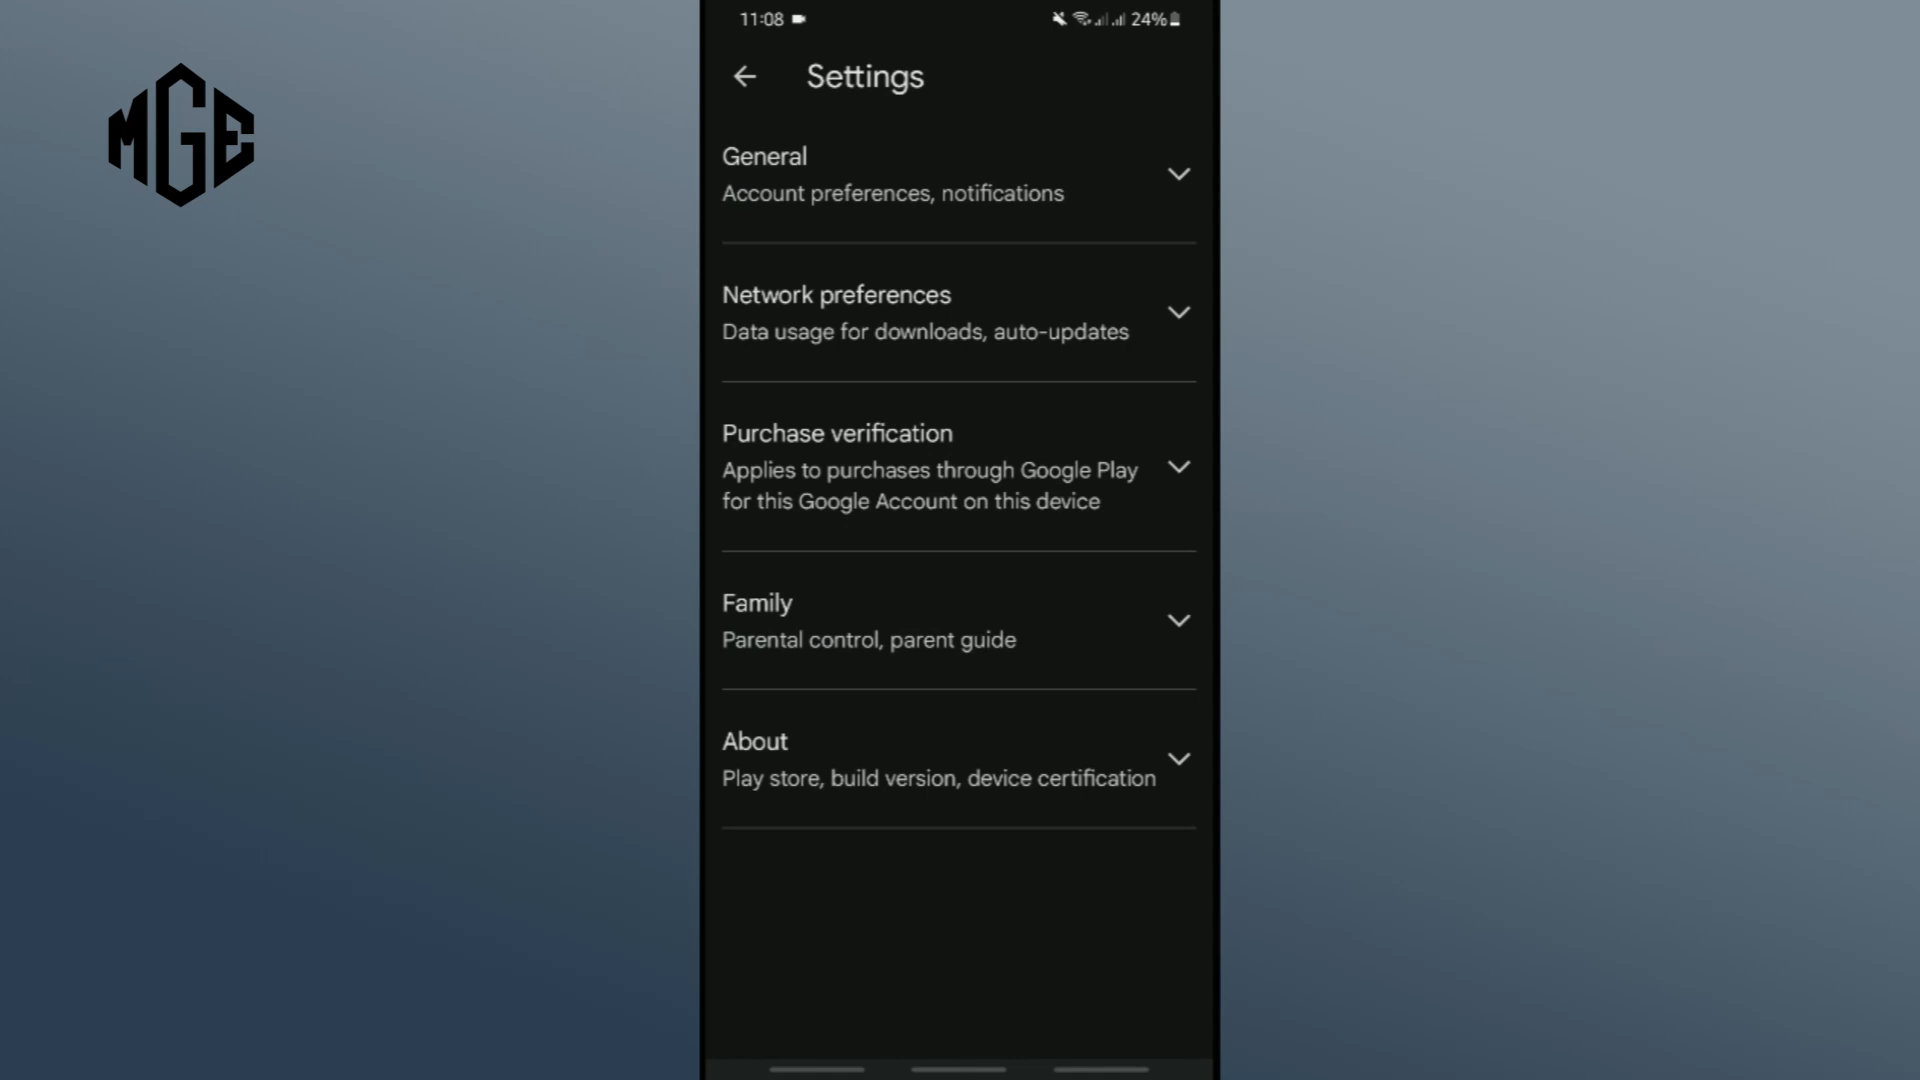 MGE
11:08
24%
Settings
General
Account preferences, notifications
Network preferences
Data usage for downloads, auto-updates
Purchase verification
Applies to purchases through Google Play
for this Google Account on this device
Family
Parental control, parent guide
About
Play store, build version, device certification